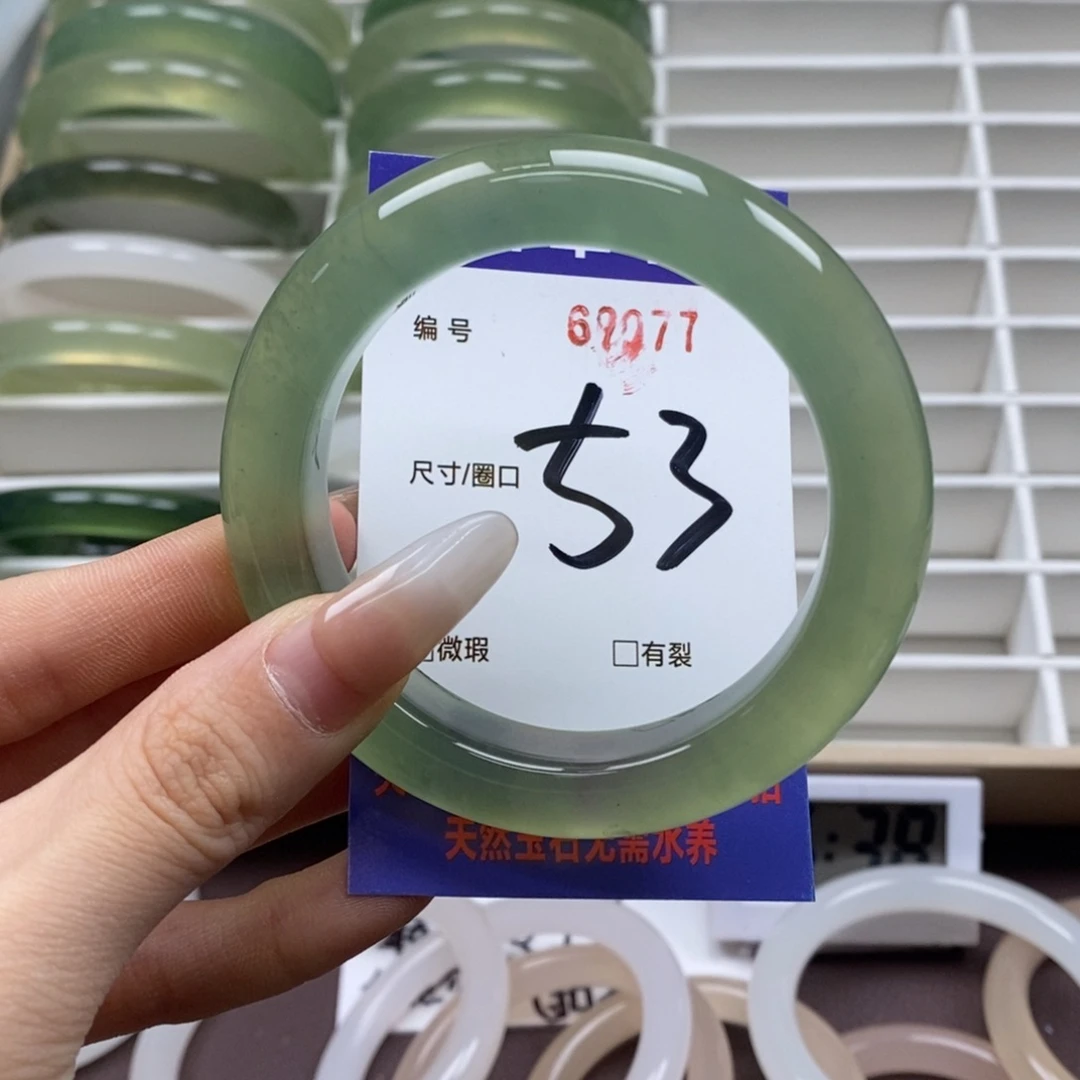 编号 69077
尺寸/圈口 53
微瑕 □有裂
天然宝石无需水养
:38